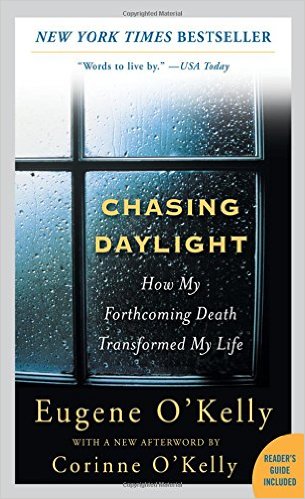 NEW YORK TIMES BESTSELLER
"Words to live by." —USA Today
CHASING
DAYLIGHT
How My
Forthcoming Death
Transformed My Life
Eugene O'Kelly
WITH A NEW AFTERWORD BY
Corinne O'Kelly
READER'S
GUIDE
INCLUDED